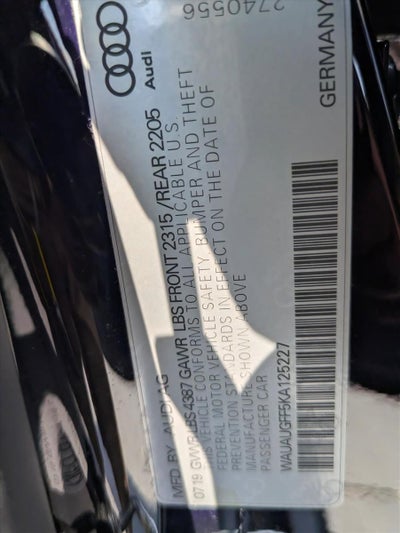 2740556
Audi
GERMANY
MFD BY AUDI AG
07/19 GVWR LBS 4387 GAWR LBS FRONT 2315 /REAR 2205
THIS VEHICLE CONFORMS TO ALL APPLICABLE U.S.
FEDERAL MOTOR VEHICLE SAFETY, BUMPER AND THEFT
PREVENTION STANDARDS IN EFFECT ON THE DATE OF
MANUFACTURE SHOWN ABOVE
PASSENGER CAR
WAUAUGFF5KA125227